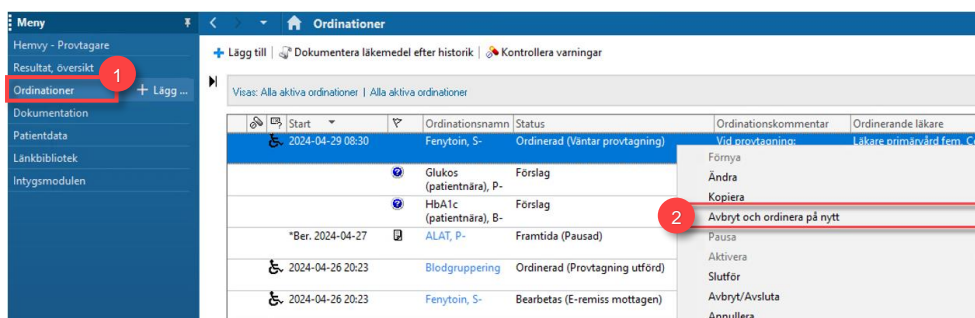 Meny
Ordinationer
Hemvy - Provtagare
Resultat, översikt
1
Ordinationer
+ Lägg ...
Dokumentation
Patientdata
Länkbibliotek
Intygsmodulen
+ Lägg till | Dokumentera läkemedel efter historik | Kontrollera varningar
Visas: Alla aktiva ordinationer | Alla aktiva ordinationer
Start Ordinationsnamn Status Ordinationskommentar Ordinerande läkare
2024-04-29 08:30 Fenytoin, S- Ordinerad (Väntar provtagning) Vid provtagning: Läkare primärvård fem,
Glukos (patientnära), P- Förslag
HbA1c (patientnära), B- Förslag
*Ber. 2024-04-27 ALAT, P- Framtida (Pausad)
2024-04-26 20:23 Blodgruppering Ordinerad (Provtagning utförd)
2024-04-26 20:23 Fenytoin, S- Bearbetas (E-remiss mottagen)
Förnya
Ändra
Kopiera
2
Avbryt och ordinera på nytt
Pausa
Aktivera
Slutför
Avbryt/Avsluta
Annullera